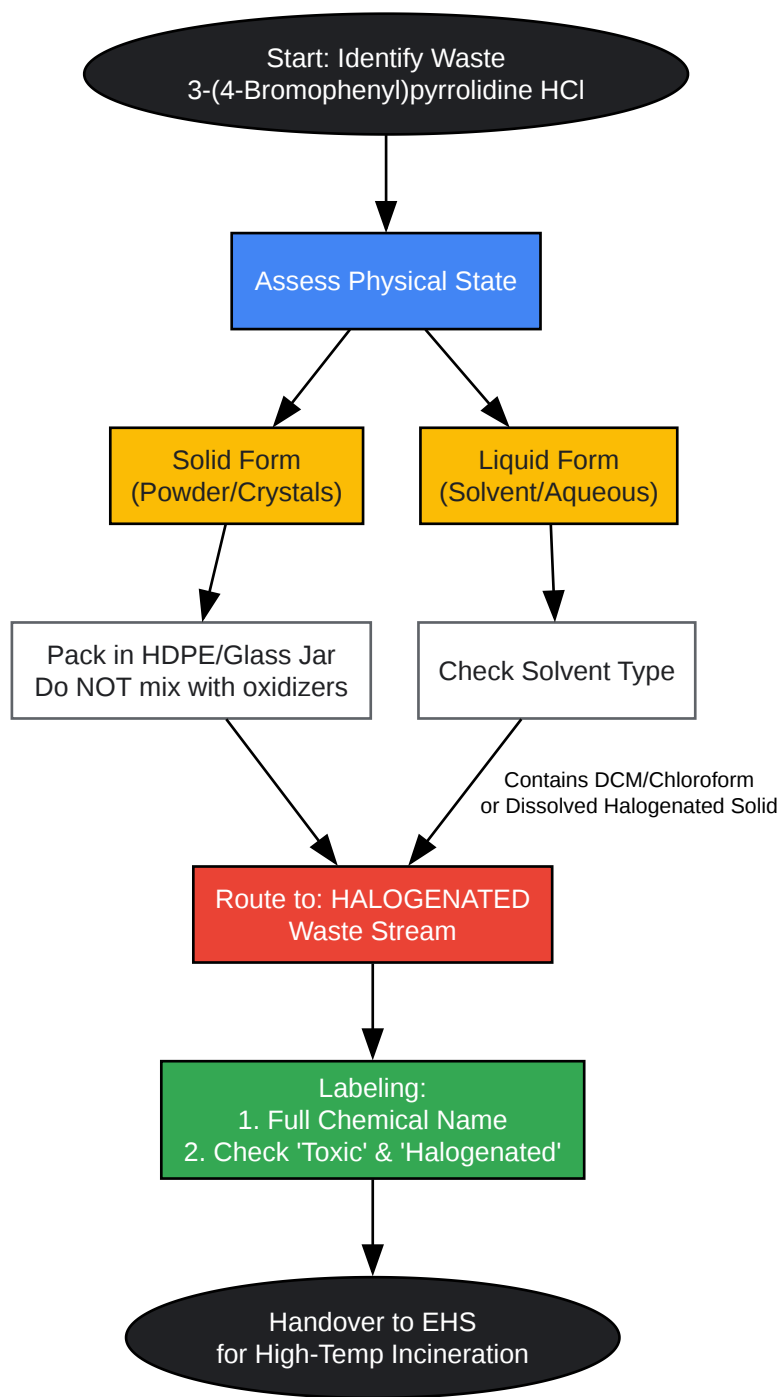 Start: Identify Waste
3-(4-Bromophenyl)pyrrolidine HCl
Assess Physical State
Solid Form
(Powder/Crystals)
Liquid Form
(Solvent/Aqueous)
Pack in HDPE/Glass Jar
Do NOT mix with oxidizers
Check Solvent Type
Contains DCM/Chloroform
or Dissolved Halogenated Solid
Route to: HALOGENATED
Waste Stream
Labeling:
1. Full Chemical Name
2. Check 'Toxic' & 'Halogenated'
Handover to EHS
for High-Temp Incineration